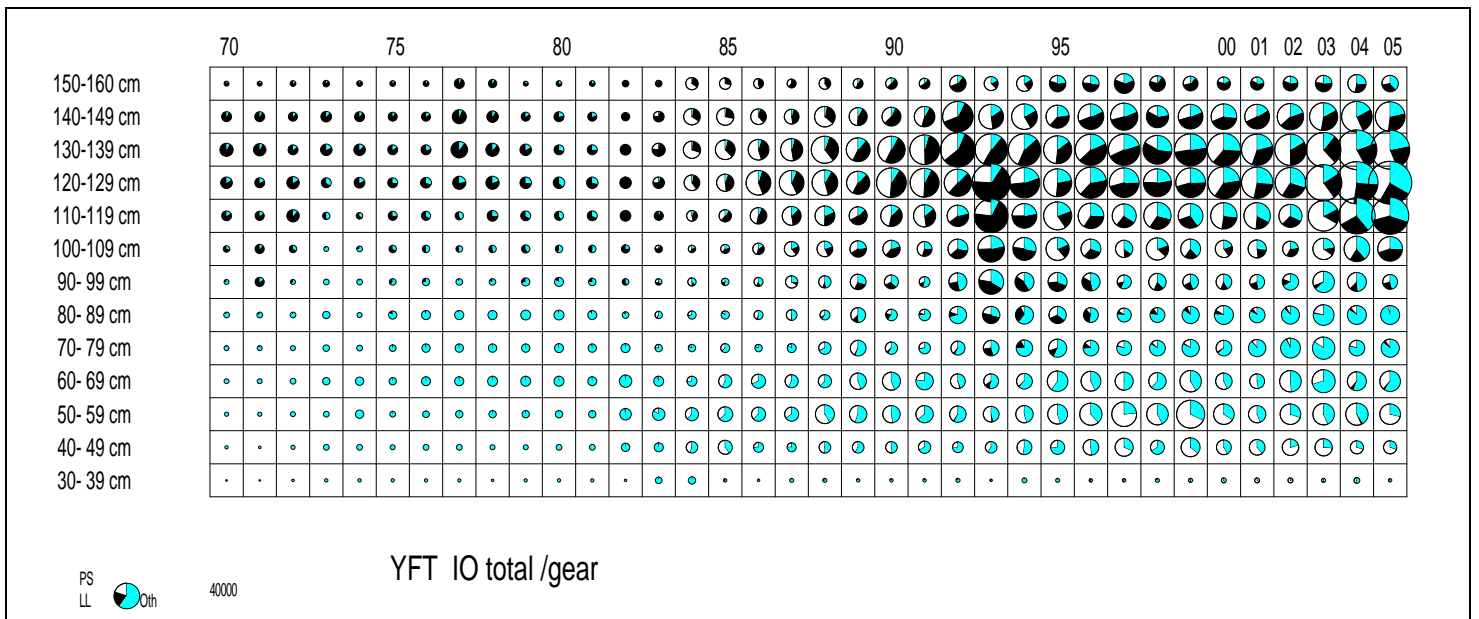 70 75 80 85 90 95 00 01 02 03 04 05
150-160 cm
140-149 cm
130-139 cm
120-129 cm
110-119 cm
100-109 cm
90- 99 cm
80- 89 cm
70- 79 cm
60- 69 cm
50- 59 cm
40- 49 cm
30- 39 cm
YFT IO total /gear
PS
LL Oth 40000